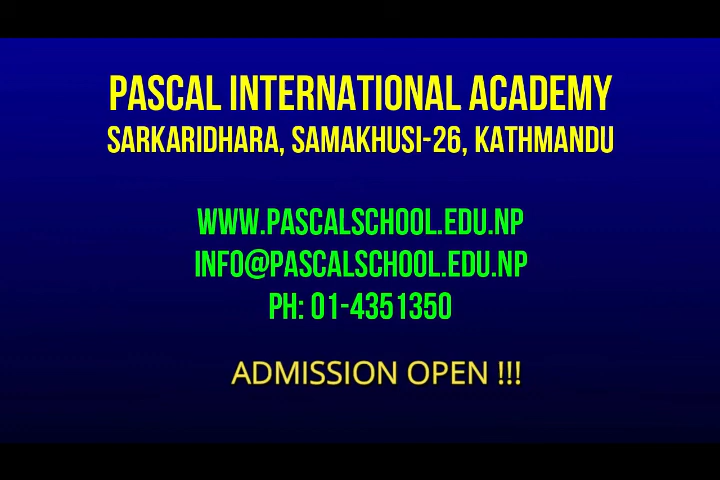 PASCAL INTERNATIONAL ACADEMY
SARKARIDHARA, SAMAKHUSI-26, KATHMANDU
WWW.PASCALSCHOOL.EDU.NP
INFO@PASCALSCHOOL.EDU.NP
PH: 01-4351350
ADMISSION OPEN !!!